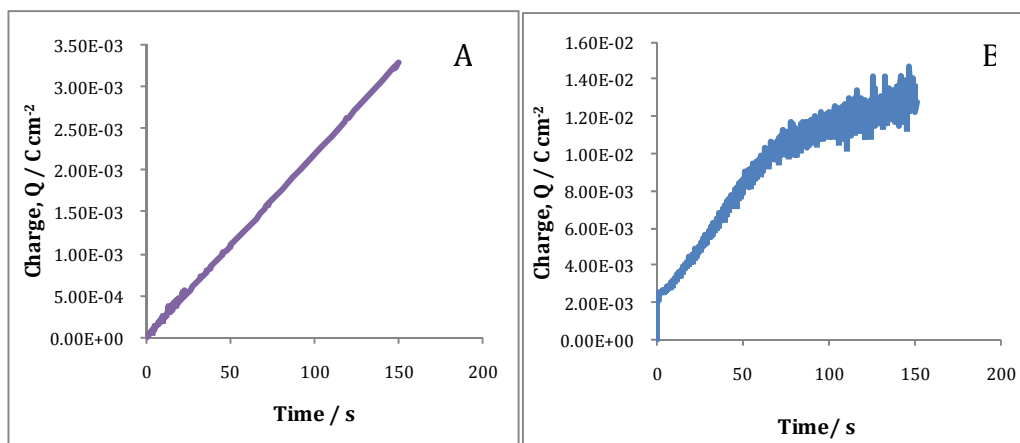 A
Charge, Q / C cm-2
3.50E-03
3.00E-03
2.50E-03
2.00E-03
1.50E-03
1.00E-03
5.00E-04
0.00E+00
0
50
100
150
200
Time / s
B
Charge, Q / C cm-2
1.60E-02
1.40E-02
1.20E-02
1.00E-02
8.00E-03
6.00E-03
4.00E-03
2.00E-03
0.00E+00
0
50
100
150
200
Time/ s